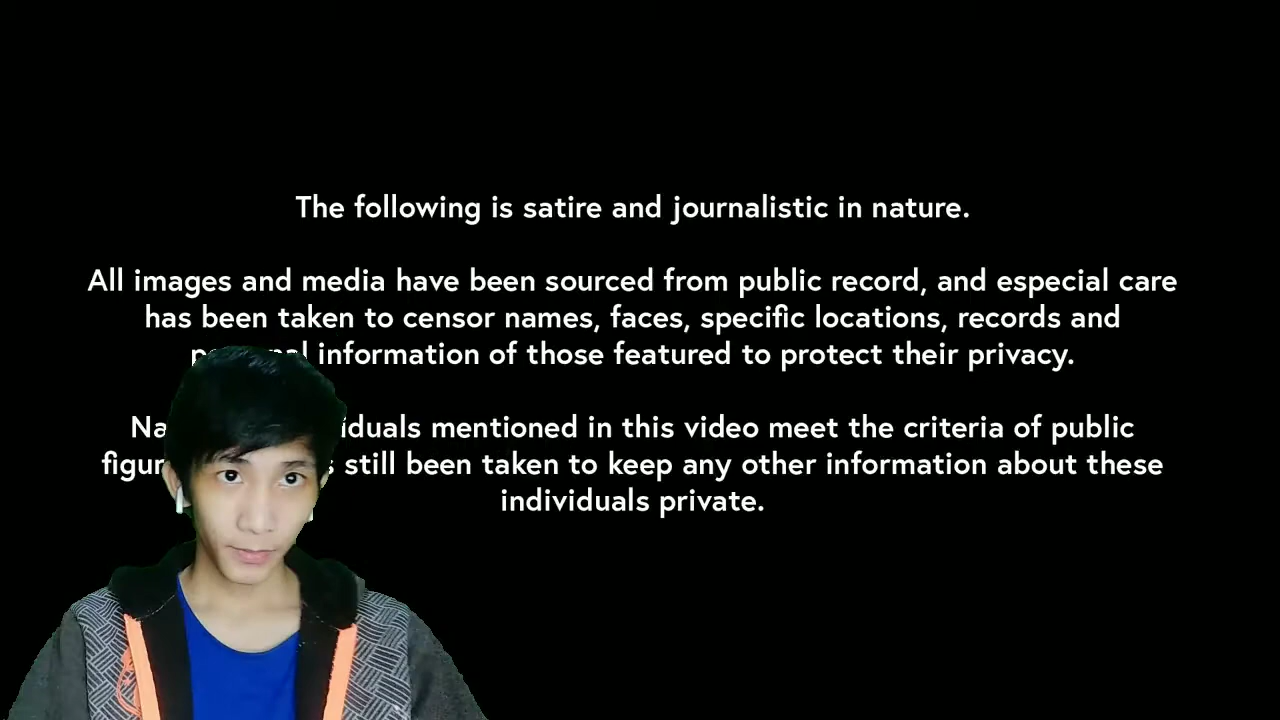 The following is satire and journalistic in nature.
All images and media have been sourced from public record, and especial care
has been taken to censor names, faces, specific locations, records and
information of those featured to protect their privacy.
mentioned in this video meet the criteria of public
still been taken to keep any other information about these
individuals private.